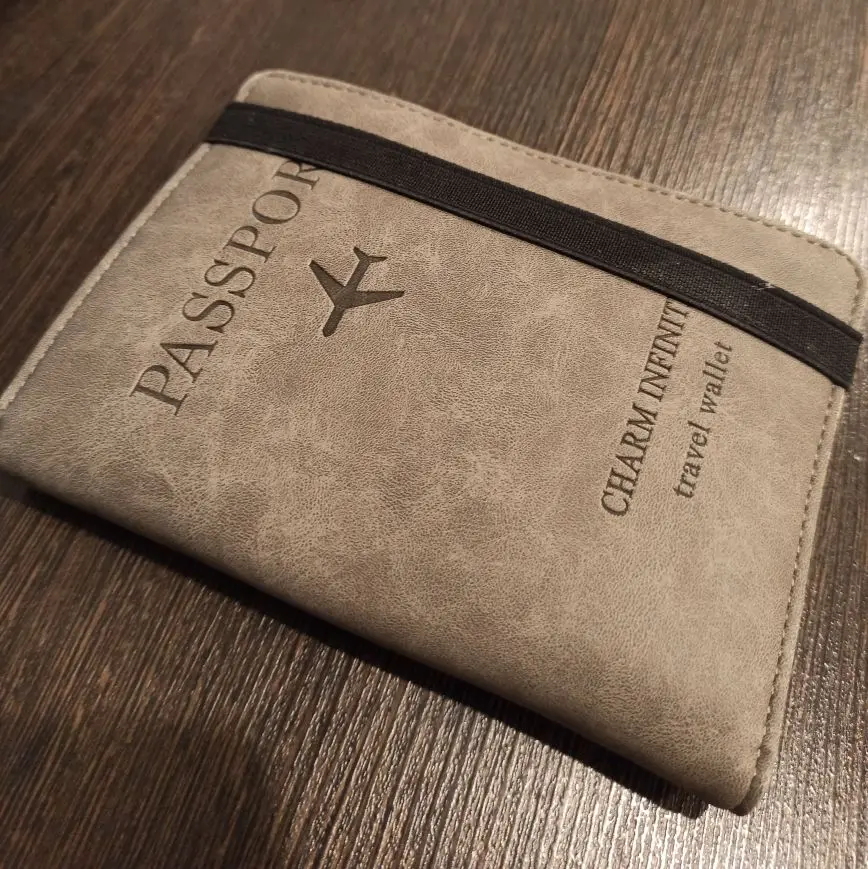 PASSPOR
CHARM INFINIT
travel wallet